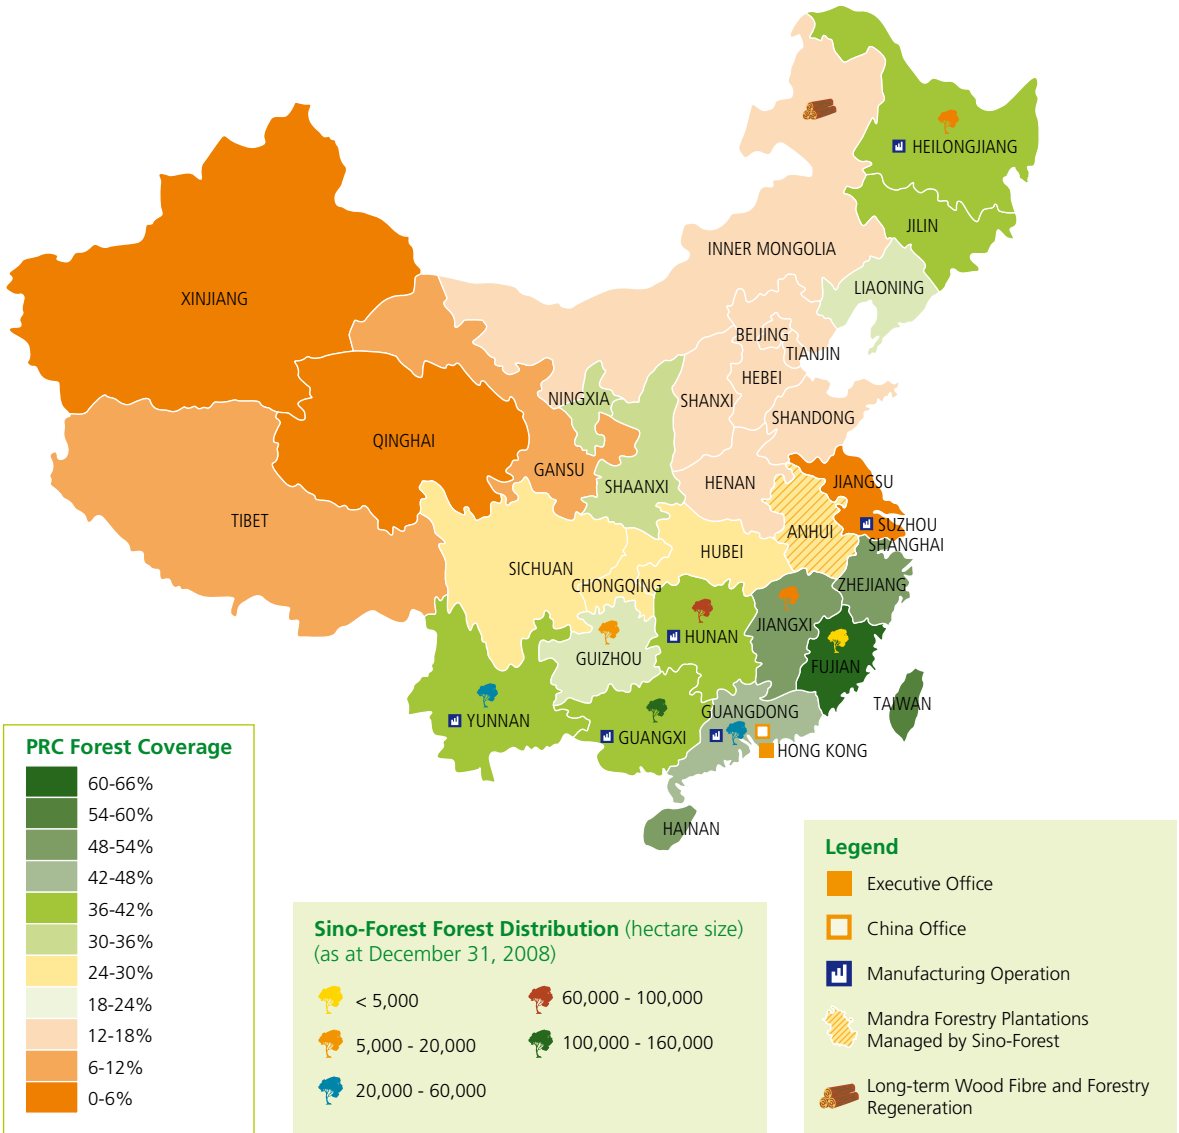 HEILONGJIANG
JILIN
INNER MONGOLIA
LIAONING
XINJIANG
BEIJING
TIANJIN
HEBEI
NINGXIA
SHANXI
SHANDONG
QINGHAI
GANSU
SHAANXI
HENAN
JIANGSU
TIBET
SUZHOU
ANHUI
SHANGHAI
HUBEI
SICHUAN
CHONGQING
ZHEJIANG
JIANGXI
HUNAN
GUIZHOU
FUJIAN
TAIWAN
YUNNAN
GUANGDONG
GUANGXI
HONG KONG
HAINAN
PRC Forest Coverage
60-66%
54-60%
48-54%
42-48%
36-42%
30-36%
24-30%
18-24%
12-18%
6-12%
0-6%
Sino-Forest Forest Distribution (hectare size)
(as at December 31, 2008)
< 5,000
5,000 - 20,000
20,000 - 60,000
60,000 - 100,000
100,000 - 160,000
Legend
Executive Office
China Office
Manufacturing Operation
Mandra Forestry Plantations
Managed by Sino-Forest
Long-term Wood Fibre and Forestry
Regeneration